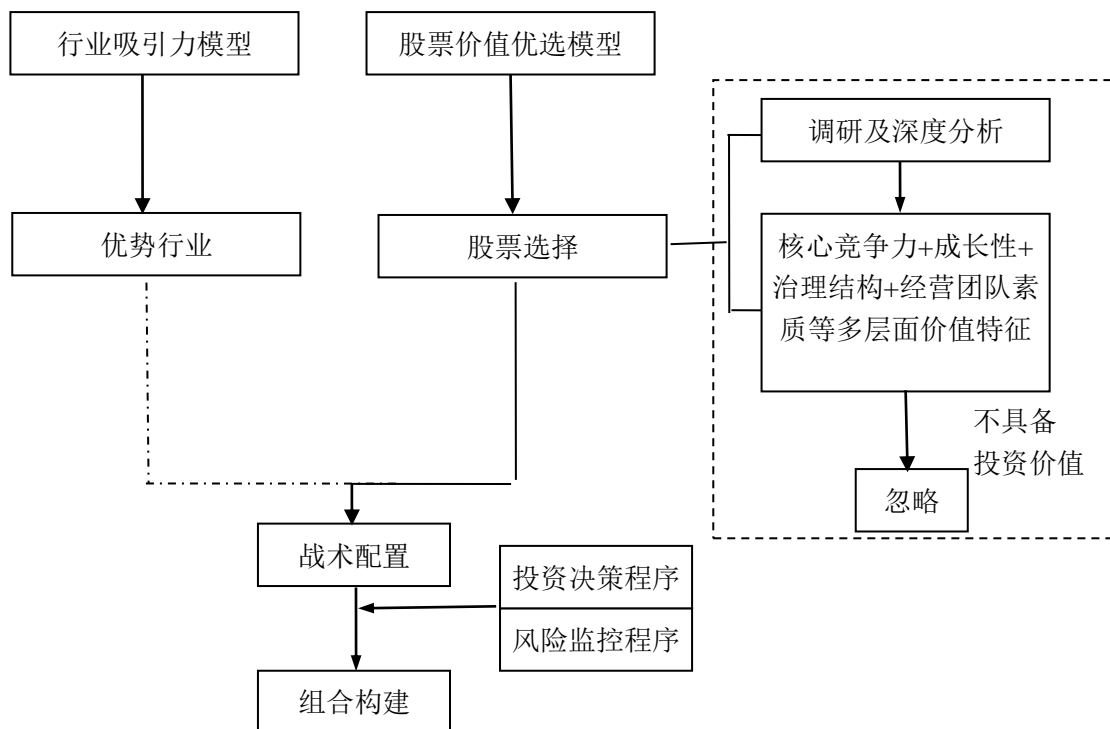 行业吸引力模型
股票价值优选模型
调研及深度分析
优势行业
股票选择
核心竞争力+成长性+
治理结构+经营团队素
质等多层面价值特征
不具备
投资价值
忽略
战术配置
投资决策程序
风险监控程序
组合构建